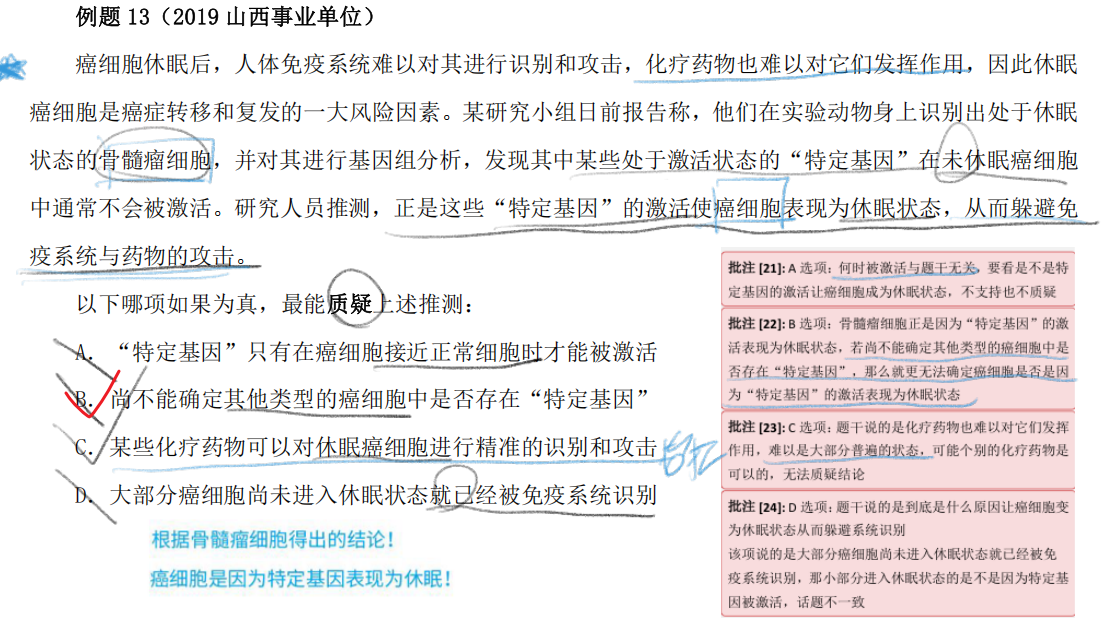 例题 13（2019 山西事业单位）
癌细胞休眠后，人体免疫系统难以对其进行识别和攻击，化疗药物也难以对它们发挥作用，因此休眠
癌细胞是癌症转移和复发的一大风险因素。某研究小组日前报告称，他们在实验动物身上识别出处于休眠
状态的骨髓瘤细胞，并对其进行基因组分析，发现其中某些处于激活状态的“特定基因”在未休眠癌细胞
中通常不会被激活。研究人员推测，正是这些“特定基因”的激活使癌细胞表现为休眠状态，从而躲避免
疫系统与药物的攻击。
以下哪项如果为真，最能质疑上述推测：
A. “特定基因”只有在癌细胞接近正常细胞时才能被激活
B. 尚不能确定其他类型的癌细胞中是否存在“特定基因”
C. 某些化疗药物可以对休眠癌细胞进行精准的识别和攻击
D. 大部分癌细胞尚未进入休眠状态就已经被免疫系统识别
根据骨髓瘤细胞得出的结论！
癌细胞是因为特定基因表现为休眠！
批注 [21]: A 选项：何时被激活与题干无关，要看是不是特
定基因的激活让癌细胞成为休眠状态，不支持也不质疑
批注 [22]: B 选项：骨髓瘤细胞正是因为“特定基因”的激
活表现为休眠状态，若尚不能确定其他类型的癌细胞中是
否存在“特定基因”，那么就更无法确定癌细胞是否是因
为“特定基因”的激活表现为休眠状态
批注 [23]: C 选项：题干说的是化疗药物也难以对它们发挥
作用，难以是大部分普遍的状态，可能个别的化疗药物是
可以的，无法质疑结论
批注 [24]: D 选项：题干说的是到底是什么原因让癌细胞变
为休眠状态从而躲避系统识别
该项说的是大部分癌细胞尚未进入休眠状态就已经被免
疫系统识别，那小部分进入休眠状态的是不是因为特定基
因被激活，话题不一致